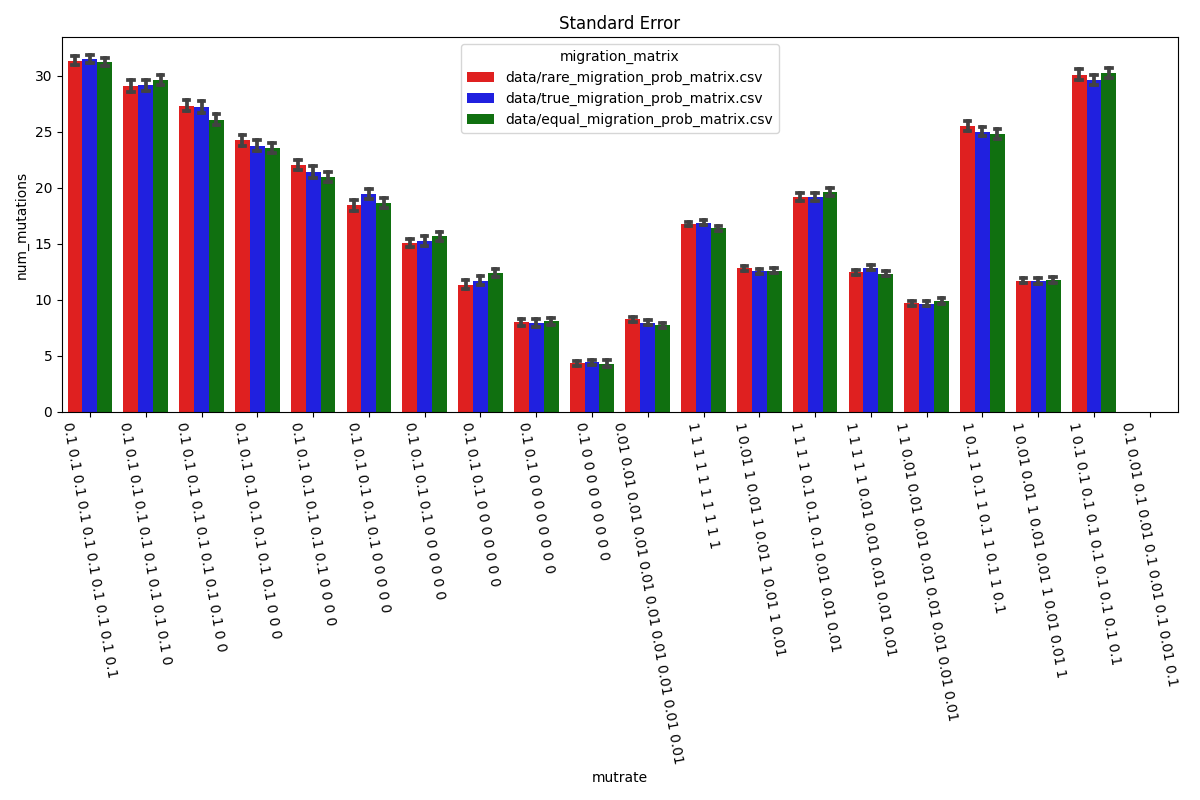 Standard Error
migration_matrix
data/rare_migration_prob_matrix.csv
data/true_migration_prob_matrix.csv
data/equal_migration_prob_matrix.csv
num_mutations
30
25
20
15
10
5
0
0.1 0.1 0.1 0.1 0.1 0.1 0.1 0.1 0.1 0.1
0.1 0.1 0.1 0.1 0.1 0.1 0.1 0.1 0.1 0
0.1 0.1 0.1 0.1 0.1 0.1 0.1 0.1 0 0
0.1 0.1 0.1 0.1 0.1 0.1 0.1 0 0 0
0.1 0.1 0.1 0.1 0.1 0.1 0 0 0 0
0.1 0.1 0.1 0.1 0.1 0 0 0 0 0
0.1 0.1 0.1 0.1 0 0 0 0 0 0
0.1 0.1 0.1 0 0 0 0 0 0 0
0.1 0.1 0 0 0 0 0 0 0 0
0.1 0 0 0 0 0 0 0 0 0
0.01 0.01 0.01 0.01 0.01 0.01 0.01 0.01 0.01 0.01
1 1 1 1 1 1 1 1 1 1
1 0.01 1 0.01 1 0.01 1 0.01 1 0.01
1 1 1 1 0.1 0.1 0.1 0.01 0.01 0.01
1 1 1 1 1 0.01 0.01 0.01 0.01 0.01
1 1 0.01 0.01 0.01 0.01 0.01 0.01 0.01 0.01
1 0.1 1 0.1 1 0.1 1 0.1 1 0.1
1 0.01 0.01 1 0.01 0.01 1 0.01 0.01 1
1 0.1 0.1 0.1 0.1 0.1 0.1 0.1 0.1 0.1
0.1 0.01 0.1 0.01 0.1 0.01 0.1 0.01 0.1
mutrate